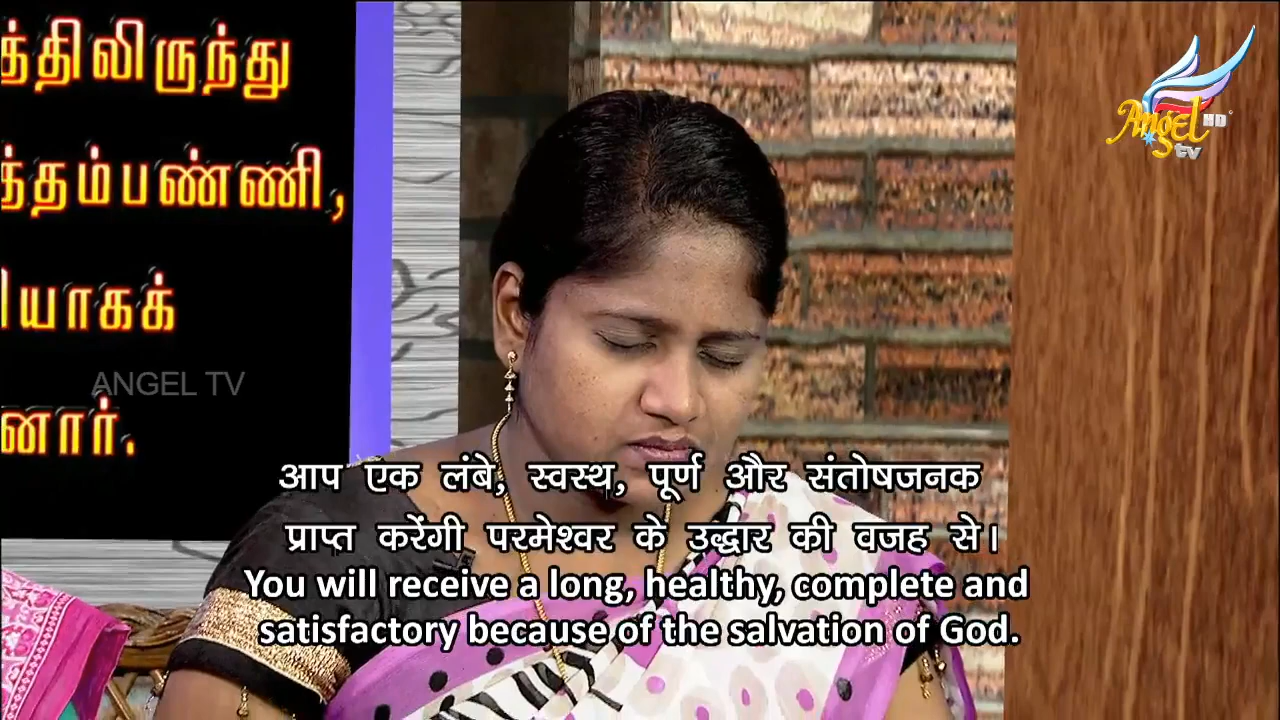 த்திலிருந்து
த்தம்பண்ணி,
யாகக்
னார்.
ANGEL TV
Angel HD
tv
आप एक लंबे, स्वस्थ, पूर्ण और संतोषजनक
प्राप्त करेंगी परमेश्वर के उद्धार की वजह से।
You will receive a long, healthy, complete and
satisfactory because of the salvation of God.